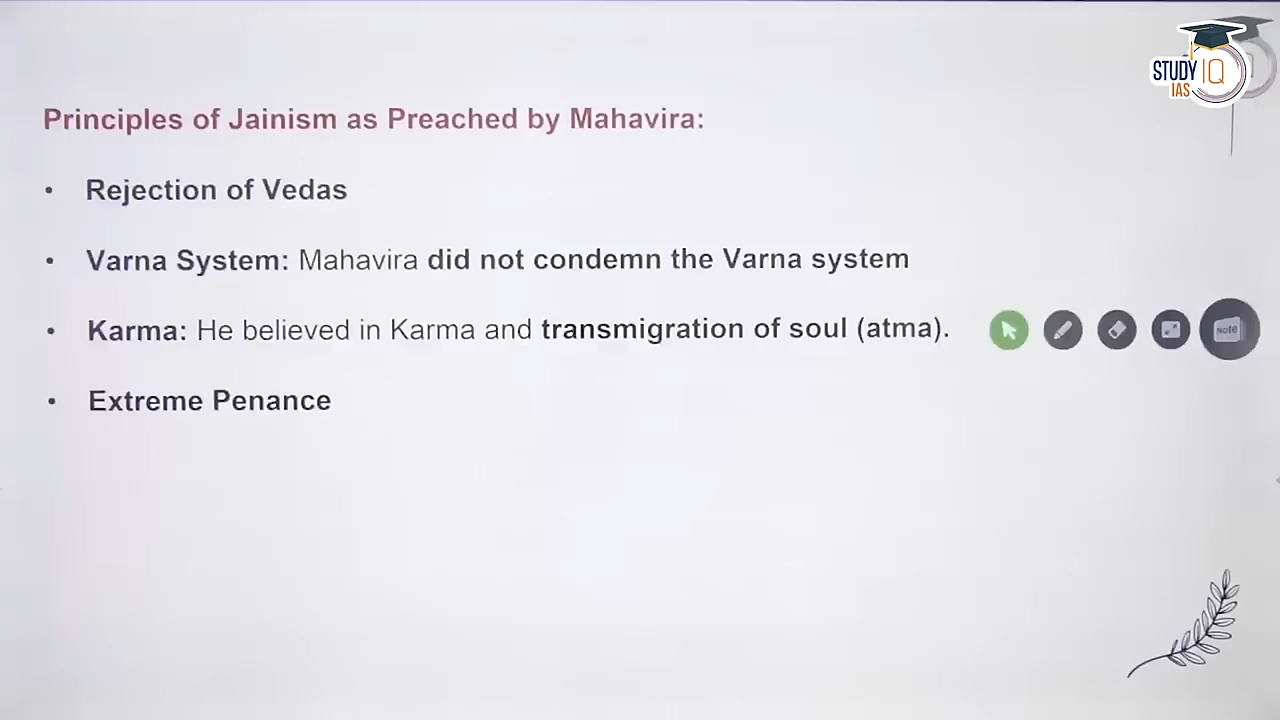 STUDY IQ
IAS
Principles of Jainism as Preached by Mahavira:
• Rejection of Vedas
• Varna System: Mahavira did not condemn the Varna system
• Karma: He believed in Karma and transmigration of soul (atma).
Note
• Extreme Penance